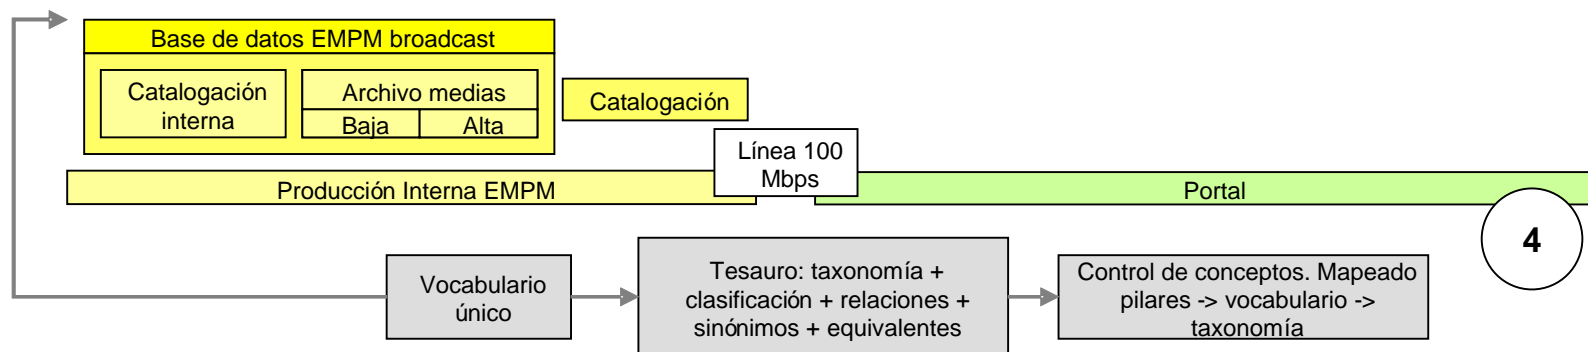 Base de datos EMPM broadcast
Catalogación
interna
Archivo medias
Baja
Alta
Catalogación
Línea 100
Mbps
Producción Interna EMPM
Portal
4
Vocabulario
único
Tesauro: taxonomía +
clasificación + relaciones +
sinónimos + equivalentes
Control de conceptos. Mapeado
pilares -> vocabulario ->
taxonomía